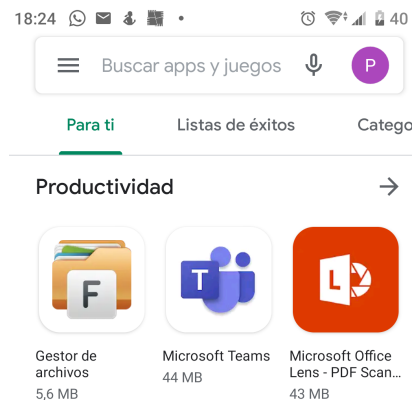 18:24 40
Buscar apps y juegos P
Para ti Listas de éxitos Catego
Productividad
F T
Gestor de archivos
5,6 MB
Microsoft Teams
44 MB
Microsoft Office
Lens - PDF Scan...
43 MB